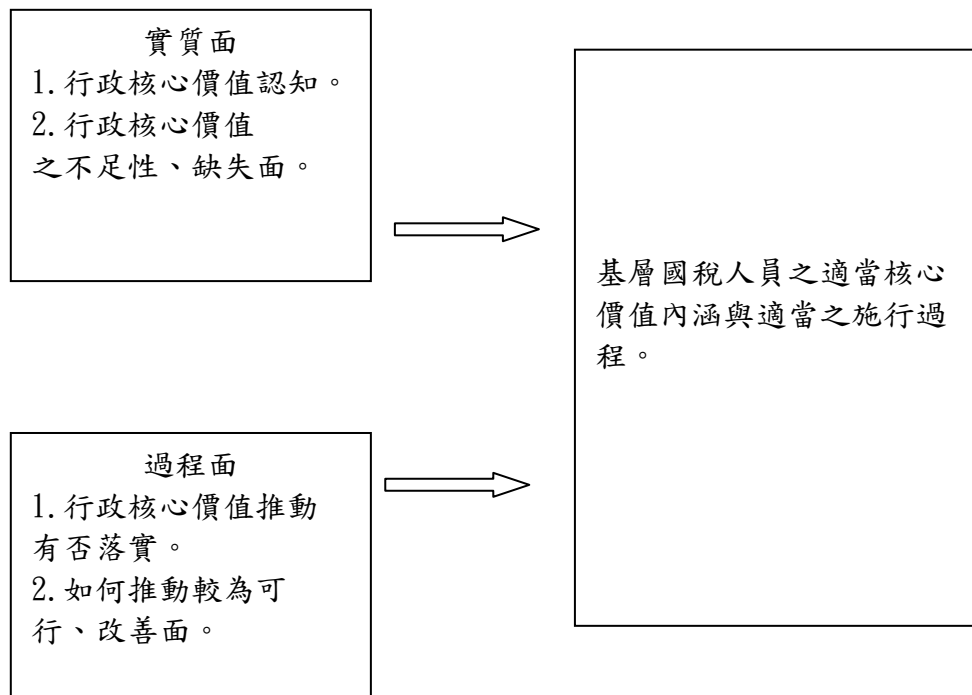 實質面
1.行政核心價值認知。
2.行政核心價值
之不足性、缺失面。
基層國稅人員之適當核心
價值內涵與適當之施行過
程。
過程面
1.行政核心價值推動
有否落實。
2.如何推動較為可
行、改善面。